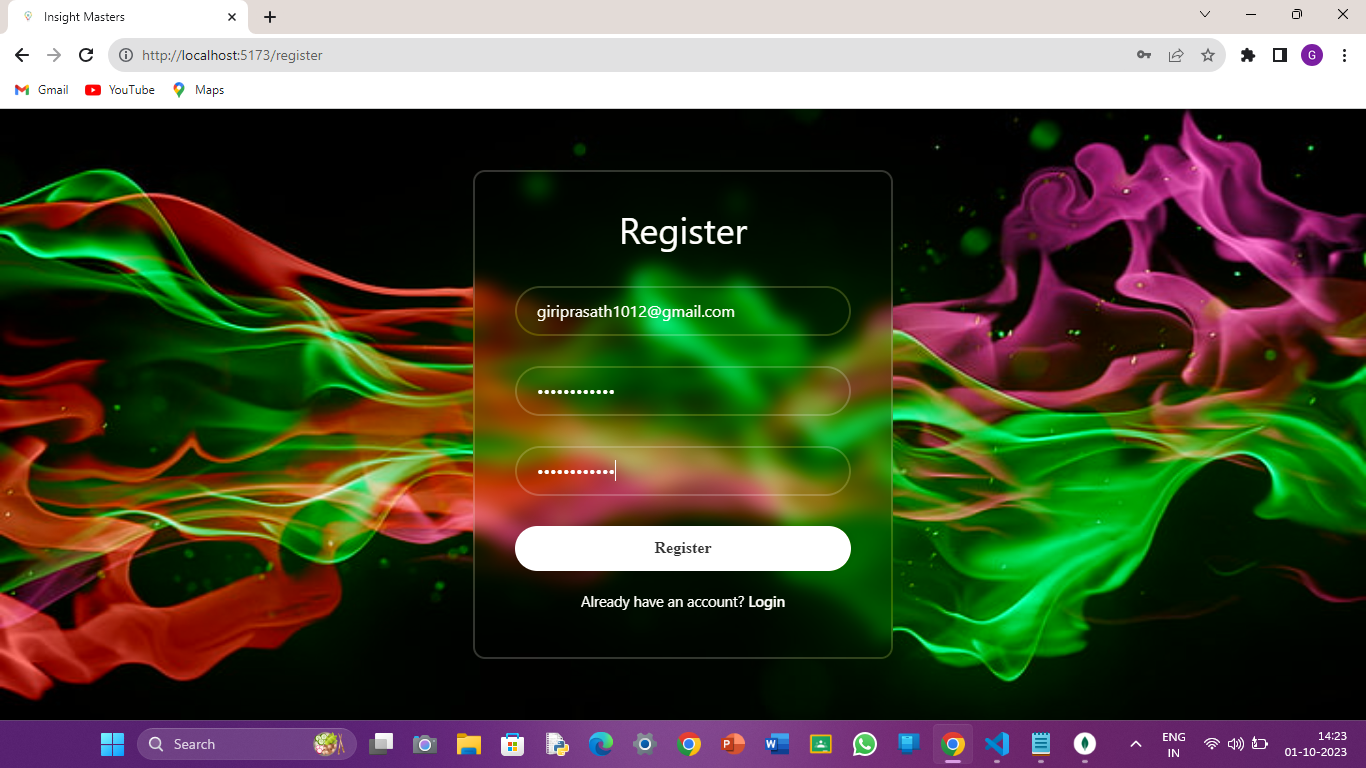 Insight Masters
http://localhost:5173/register
G
Gmail
YouTube
Maps
Register
giriprasath1012@gmail.com
••••••••••••
••••••••••••
Register
Already have an account? Login
Search
ENG
IN
14:23
01-10-2023